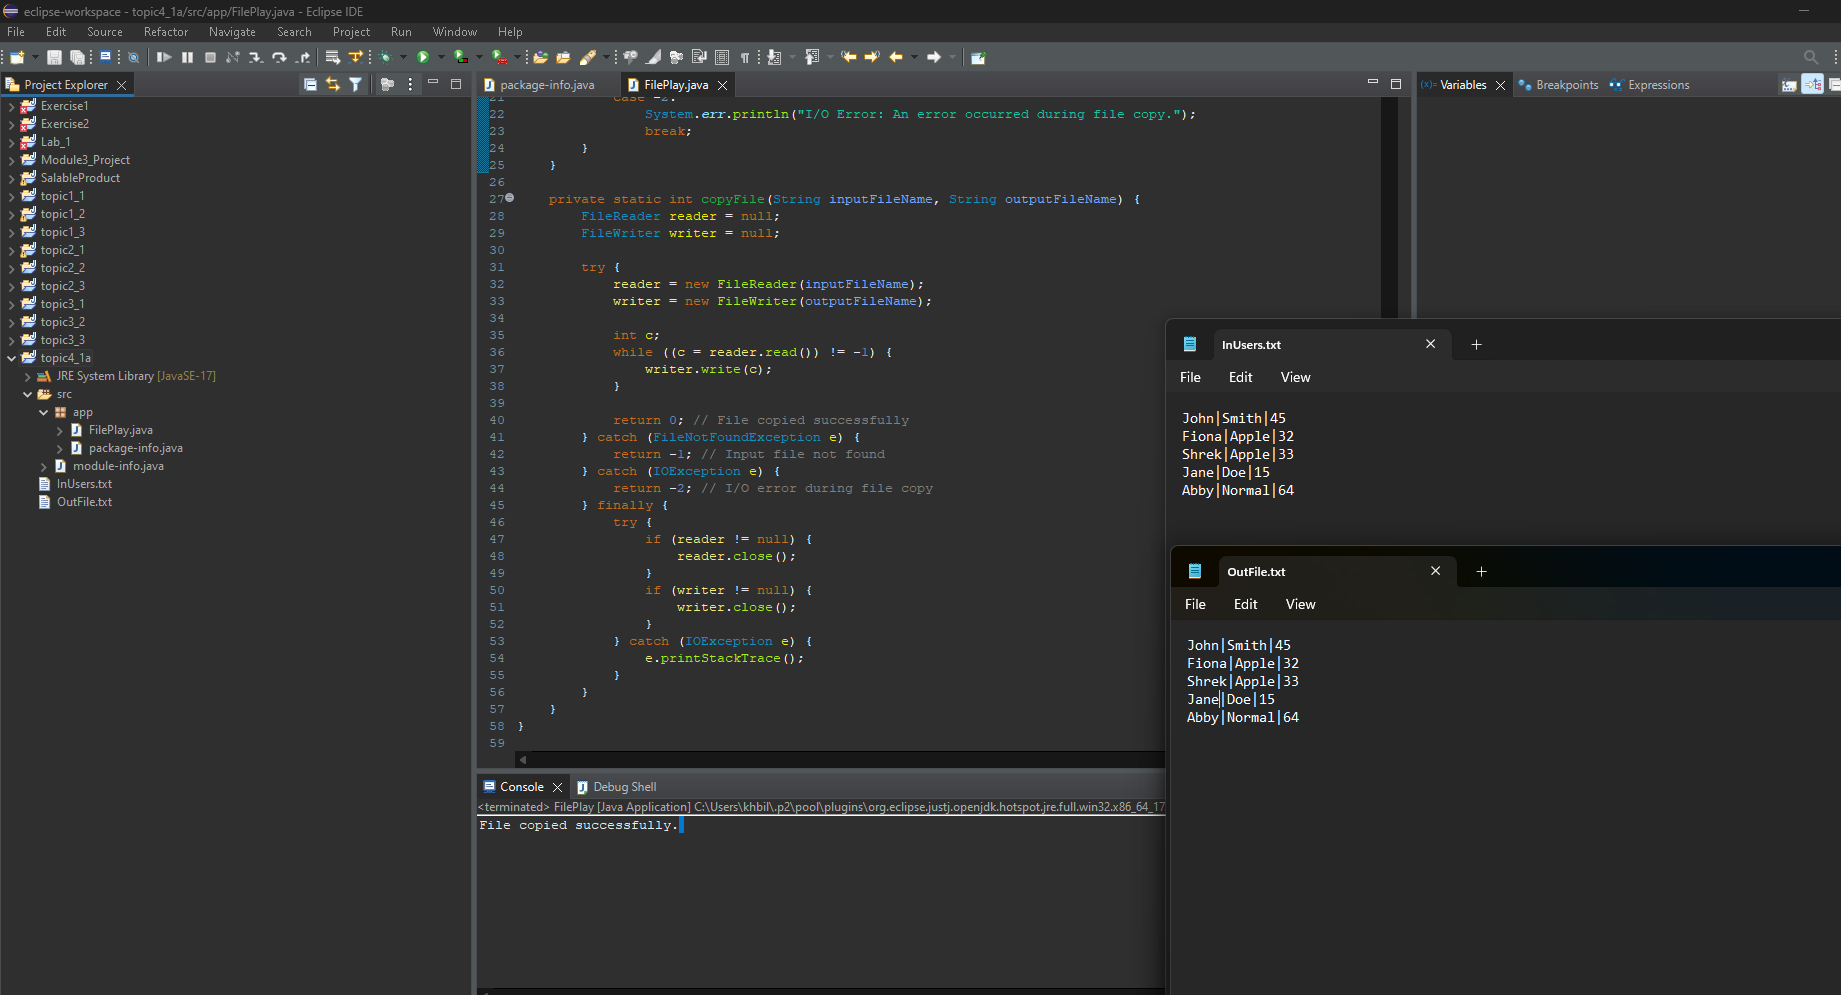 eclipse-workspace - topic4_1a/src/app/FilePlay.java - Eclipse IDE
File Edit Source Refactor Navigate Search Project Run Window Help
Project Explorer
Exercise1
Exercise2
Lab_1
Module3_Project
SalableProduct
topic1_1
topic1_2
topic1_3
topic2_1
topic2_2
topic2_3
topic3_1
topic3_2
topic3_3
topic4_1a
JRE System Library [JavaSE-17]
src
app
FilePlay.java
package-info.java
module-info.java
InUsers.txt
OutFile.txt
package-info.java FilePlay.java
21 case -2:
22 System.err.println("I/O Error: An error occurred during file copy.");
23 break;
24 }
25 }
26
27 private static int copyFile(String inputFileName, String outputFileName) {
28 FileReader reader = null;
29 FileWriter writer = null;
30
31 try {
32 reader = new FileReader(inputFileName);
33 writer = new FileWriter(outputFileName);
34
35 int c;
36 while ((c = reader.read()) != -1) {
37 writer.write(c);
38 }
39
40 return 0; // File copied successfully
41 } catch (FileNotFoundException e) {
42 return -1; // Input file not found
43 } catch (IOException e) {
44 return -2; // I/O error during file copy
45 } finally {
46 try {
47 if (reader != null) {
48 reader.close();
49 }
50 if (writer != null) {
51 writer.close();
52 }
53 } catch (IOException e) {
54 e.printStackTrace();
55 }
56 }
57 }
58 }
59
Console Debug Shell
<terminated> FilePlay [Java Application] C:\Users\khbil\.p2\pool\plugins\org.eclipse.justj.openjdk.hotspot.jre.full.win32.x86_64_17
File copied successfully.
(x)= Variables Breakpoints Expressions
InUsers.txt
File Edit View
John|Smith|45
Fiona|Apple|32
Shrek|Apple|33
Jane|Doe|15
Abby|Normal|64
OutFile.txt
File Edit View
John|Smith|45
Fiona|Apple|32
Shrek|Apple|33
Jane|Doe|15
Abby|Normal|64